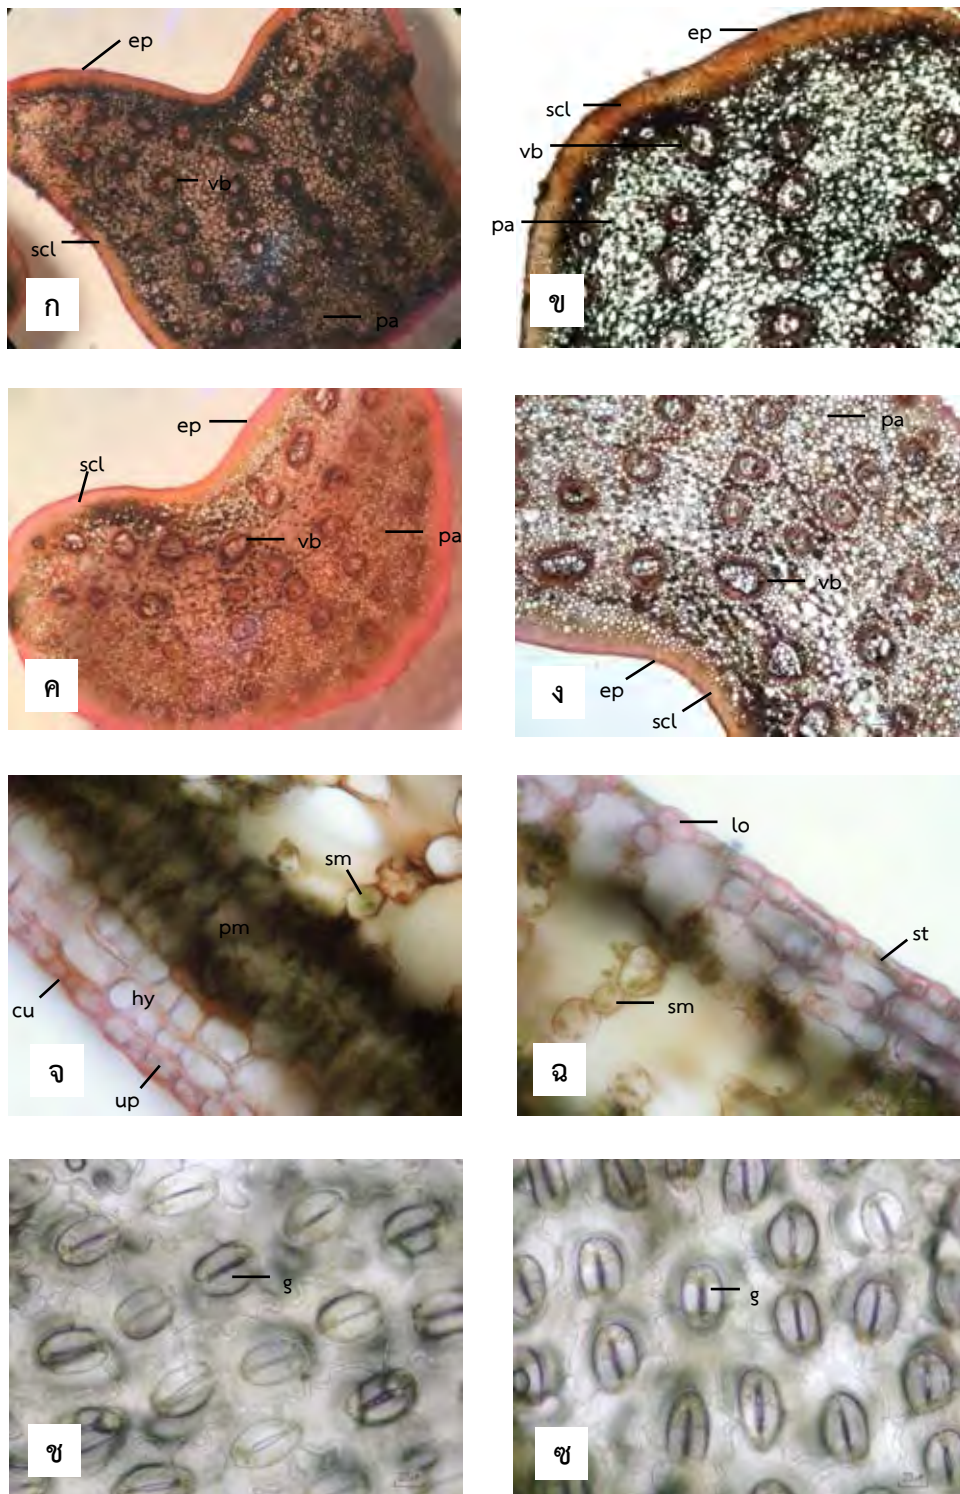 ep
vb
scl
pa
ก
ep
scl
vb
pa
ข
ep
scl
vb
pa
ค
pa
vb
ep
scl
ง
sm
pm
hy
cu
up
จ
lo
st
sm
ฉ
g
ช
g
ซ